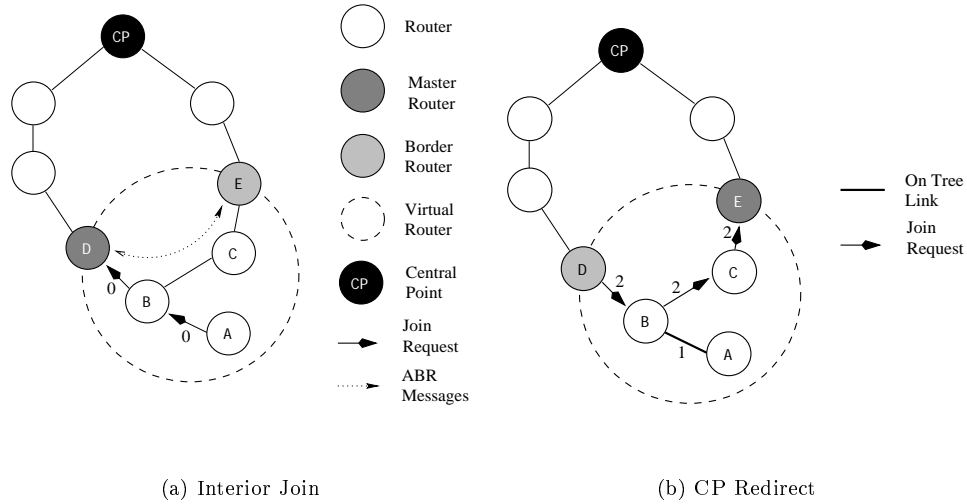 CP
E
D
C
B
A
0
0
Router
Master
Router
Border
Router
Virtual
Router
CP
Central
Point
Join
Request
ABR
Messages
(a) Interior Join
CP
E
D
C
B
A
2
2
2
1
On Tree
Link
Join
Request
(b) CP Redirect